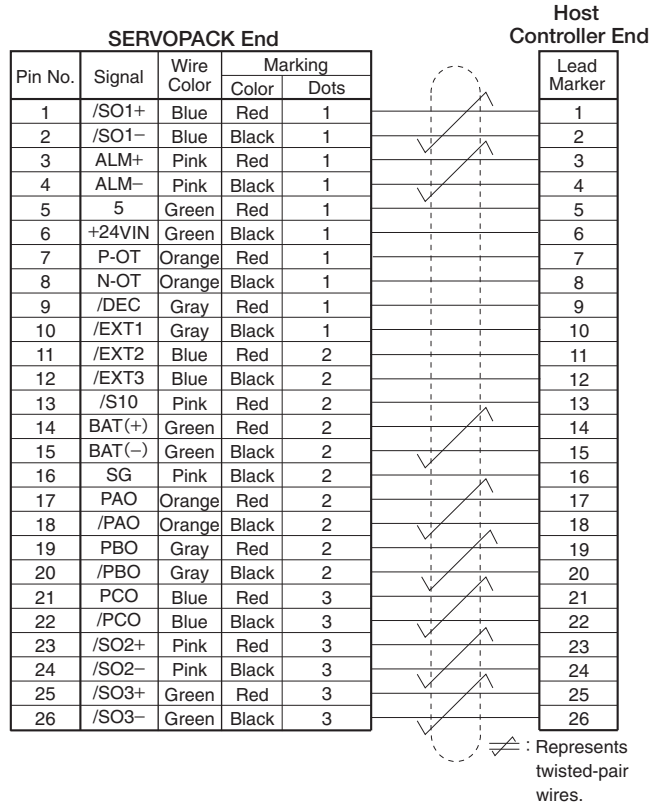 Host
SERVOPACK End Controller End
Pin No. Signal Wire Color Marking Lead Marker
Color Dots
1 /SO1+ Blue Red 1 1
2 /SO1− Blue Black 1 2
3 ALM+ Pink Red 1 3
4 ALM− Pink Black 1 4
5 5 Green Red 1 5
6 +24VIN Green Black 1 6
7 P-OT Orange Red 1 7
8 N-OT Orange Black 1 8
9 /DEC Gray Red 1 9
10 /EXT1 Gray Black 1 10
11 /EXT2 Blue Red 2 11
12 /EXT3 Blue Black 2 12
13 /S10 Pink Red 2 13
14 BAT(+) Green Red 2 14
15 BAT(−) Green Black 2 15
16 SG Pink Black 2 16
17 PAO Orange Red 2 17
18 /PAO Orange Black 2 18
19 PBO Gray Red 2 19
20 /PBO Gray Black 2 20
21 PCO Blue Red 3 21
22 /PCO Blue Black 3 22
23 /SO2+ Pink Red 3 23
24 /SO2− Pink Black 3 24
25 /SO3+ Green Red 3 25
26 /SO3− Green Black 3 26
: Represents
twisted-pair
wires.